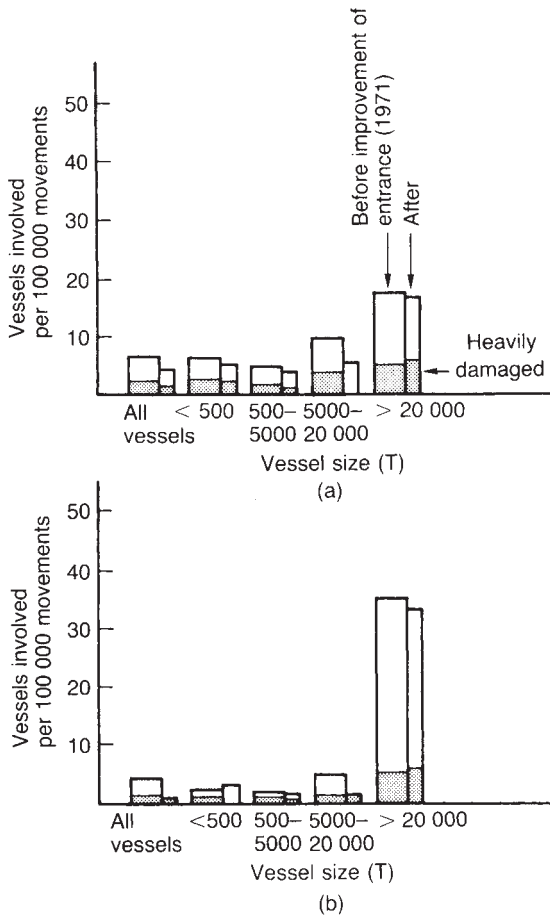 Vessels involved
per 100 000 movements
50
40
30
20
10
Before improvement of
entrance (1971)
After
Heavily
damaged
All
vessels
< 500
500–
5000
5000–
20 000
> 20 000
Vessel size (T)
(a)
Vessels involved
per 100 000 movements
50
40
30
20
10
All
vessels
<500
500–
5000
5000–
20 000
> 20 000
Vessel size (T)
(b)